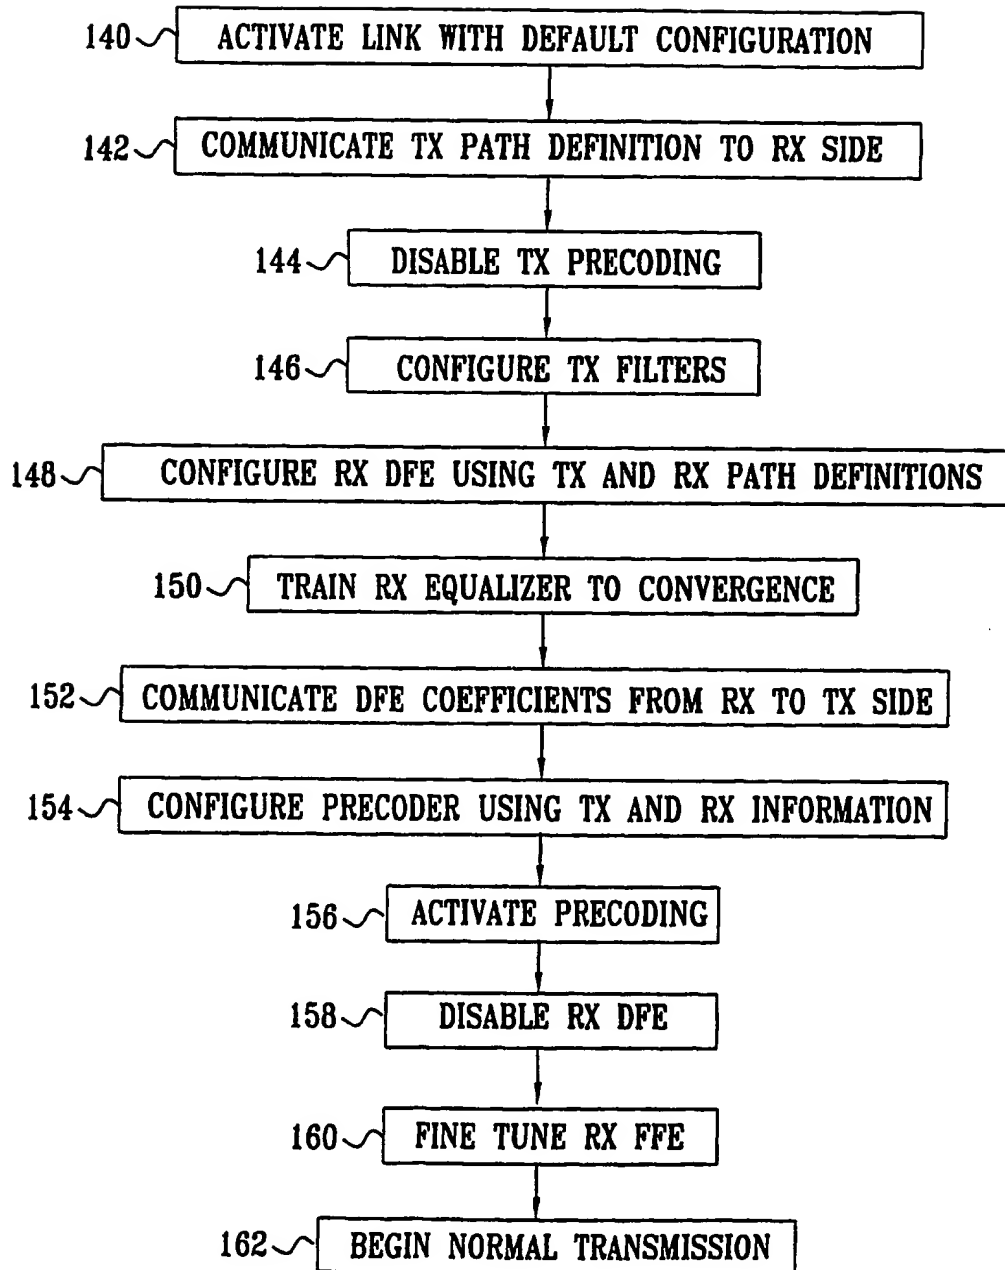 140 ACTIVATE LINK WITH DEFAULT CONFIGURATION
142 COMMUNICATE TX PATH DEFINITION TO RX SIDE
144 DISABLE TX PRECODING
146 CONFIGURE TX FILTERS
148 CONFIGURE RX DFE USING TX AND RX PATH DEFINITIONS
150 TRAIN RX EQUALIZER TO CONVERGENCE
152 COMMUNICATE DFE COEFFICIENTS FROM RX TO TX SIDE
154 CONFIGURE PRECODER USING TX AND RX INFORMATION
156 ACTIVATE PRECODING
158 DISABLE RX DFE
160 FINE TUNE RX FFE
162 BEGIN NORMAL TRANSMISSION